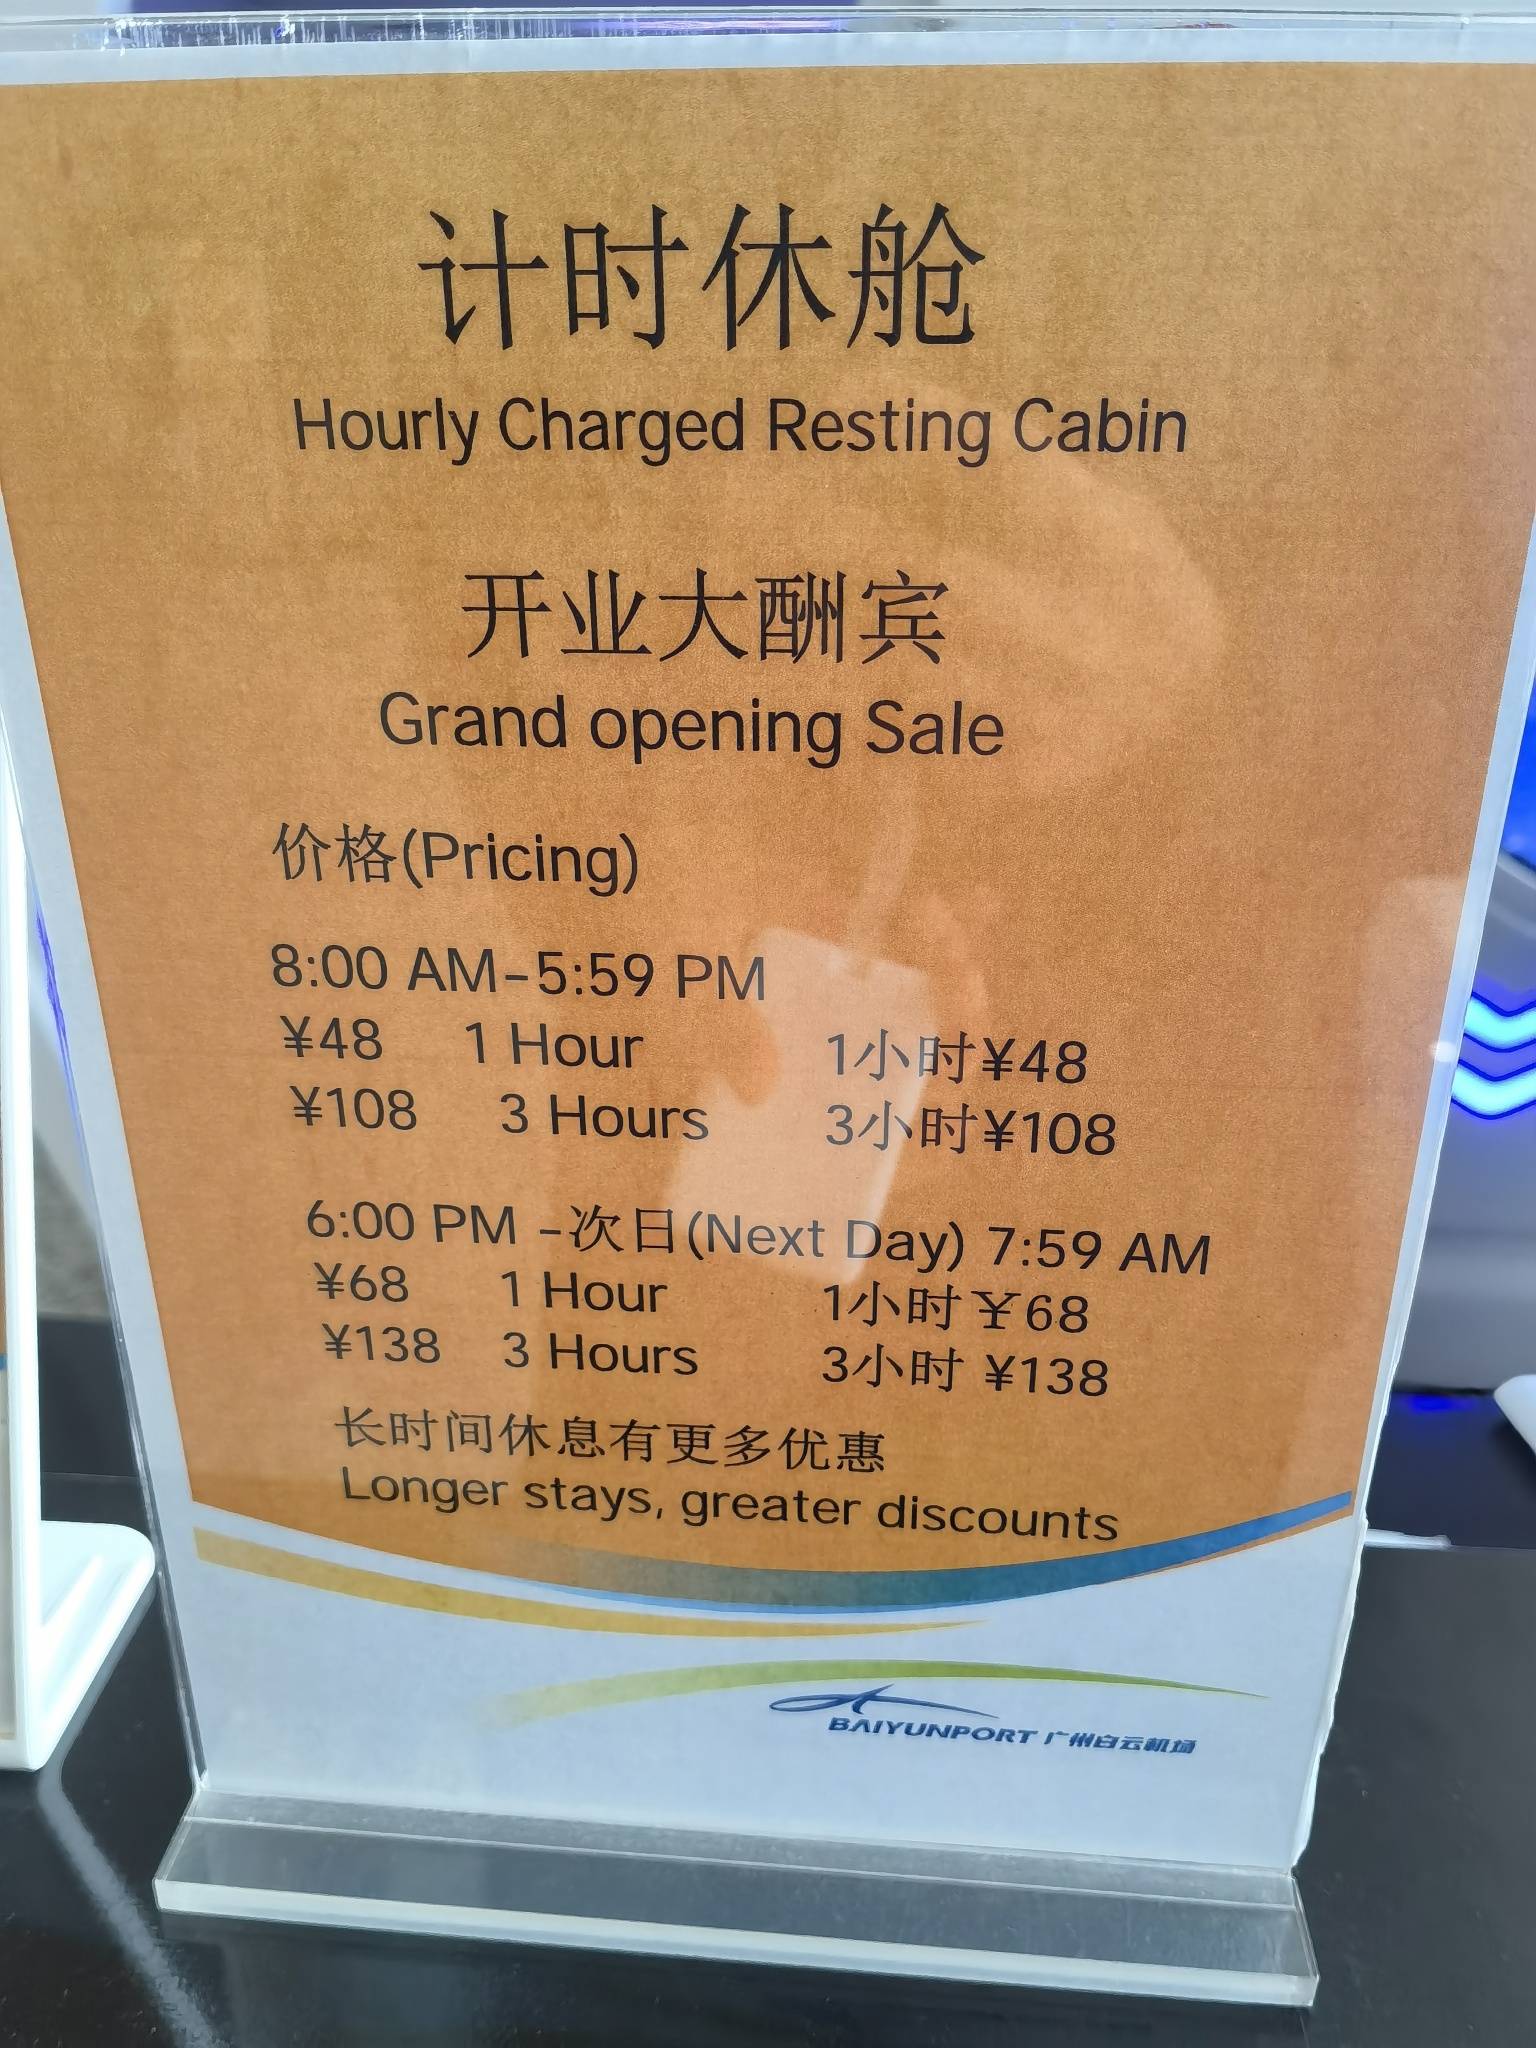 计时休舱
Hourly Charged Resting Cabin
开业大酬宾
Grand opening Sale
价格(Pricing)
8:00 AM-5:59 PM
¥48 1 Hour 1小时¥48
¥108 3 Hours 3小时¥108
6:00 PM -次日(Next Day) 7:59 AM
¥68 1 Hour 1小时¥68
¥138 3 Hours 3小时 ¥138
长时间休息有更多优惠
Longer stays, greater discounts
BAIYUNPORT 广州白云机场